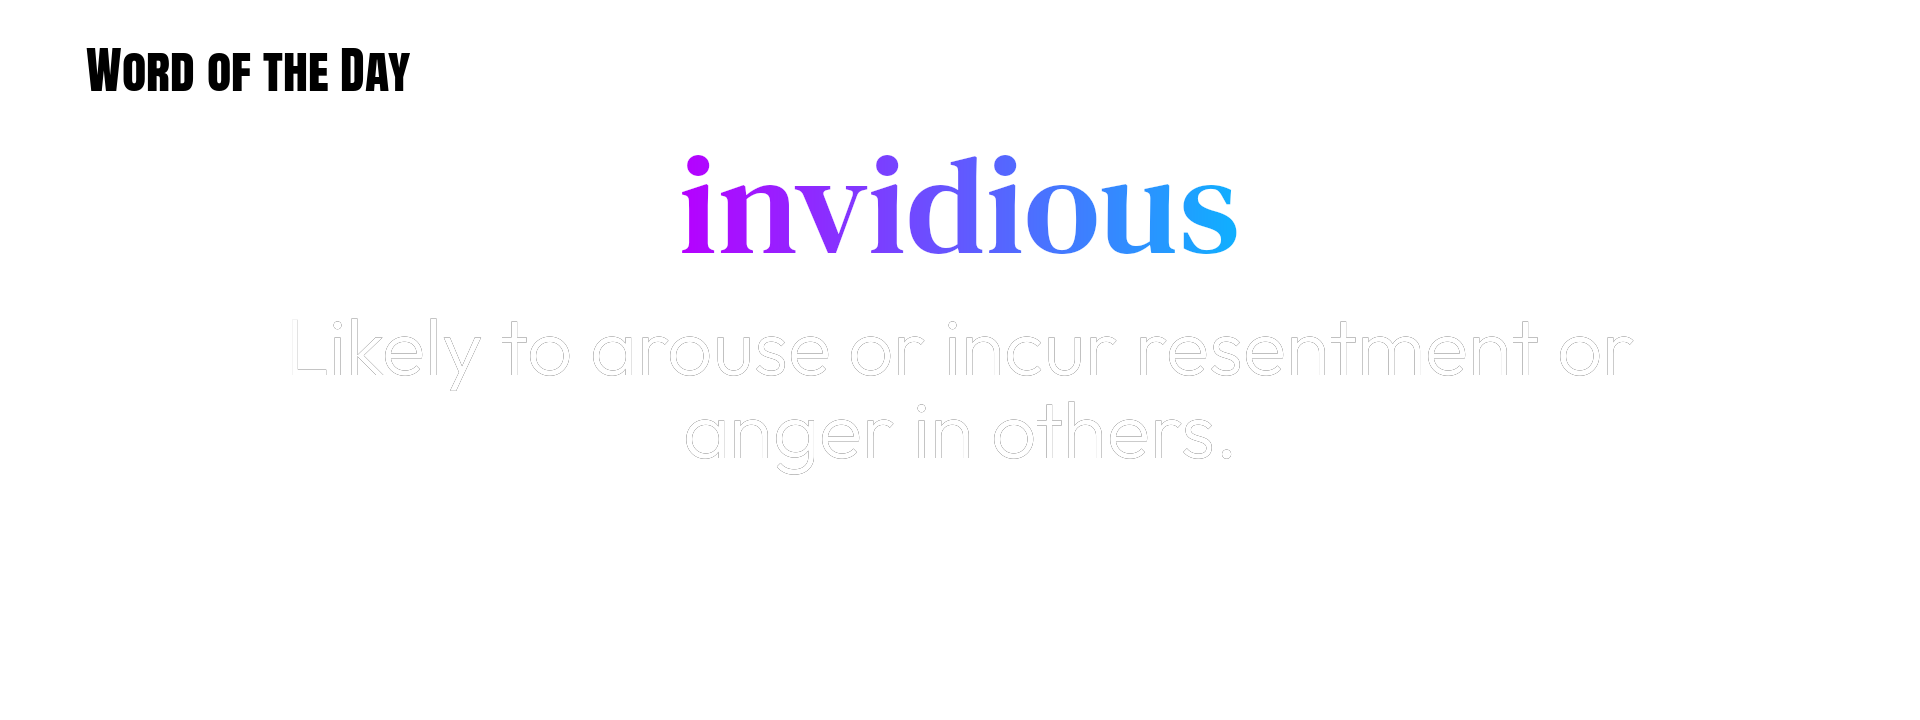 Word of the Day
invidious
Likely to arouse or incur resentment or
anger in others.